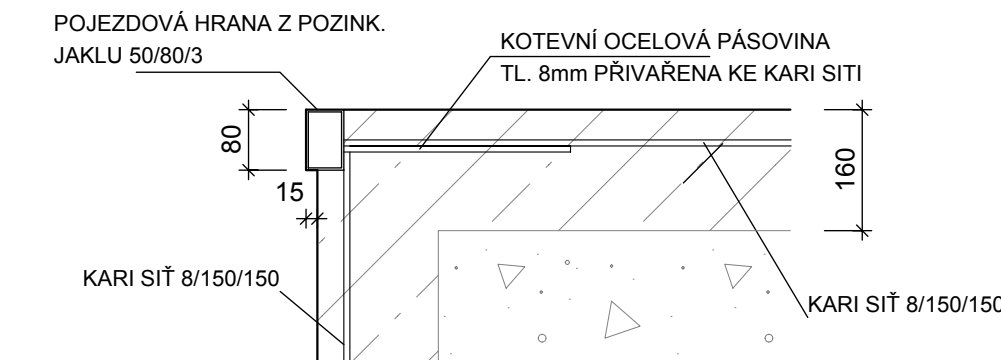 POJEZDOVÁ HRANA Z POZINK.
JAKLU 50/80/3
KOTEVNÍ OCELOVÁ PÁSOVINA
TL. 8mm PŘIVAŘENA KE KARI SITI
80
160
15
KARI SIŤ 8/150/150
KARI SIŤ 8/150/150